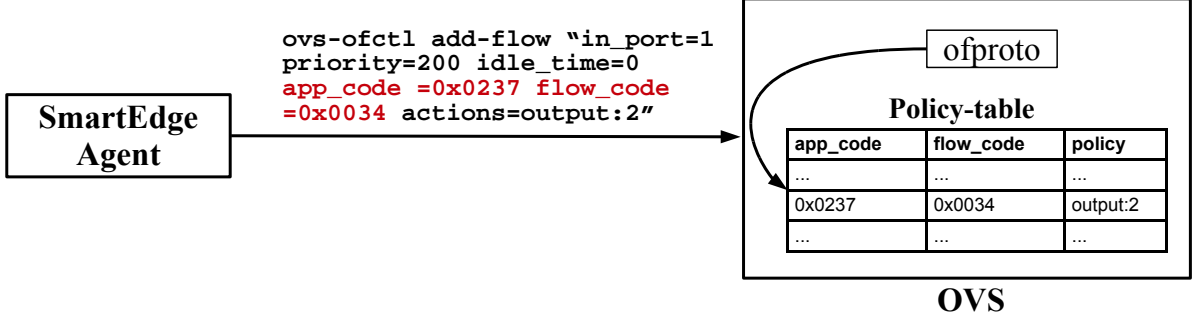 SmartEdge
Agent
ovs-ofctl add-flow “in_port=1
priority=200 idle_time=0
app_code =0x0237 flow_code
=0x0034 actions=output:2”
ofproto
Policy-table
app_code flow_code policy
... ... ...
0x0237 0x0034 output:2
... ... ...
OVS